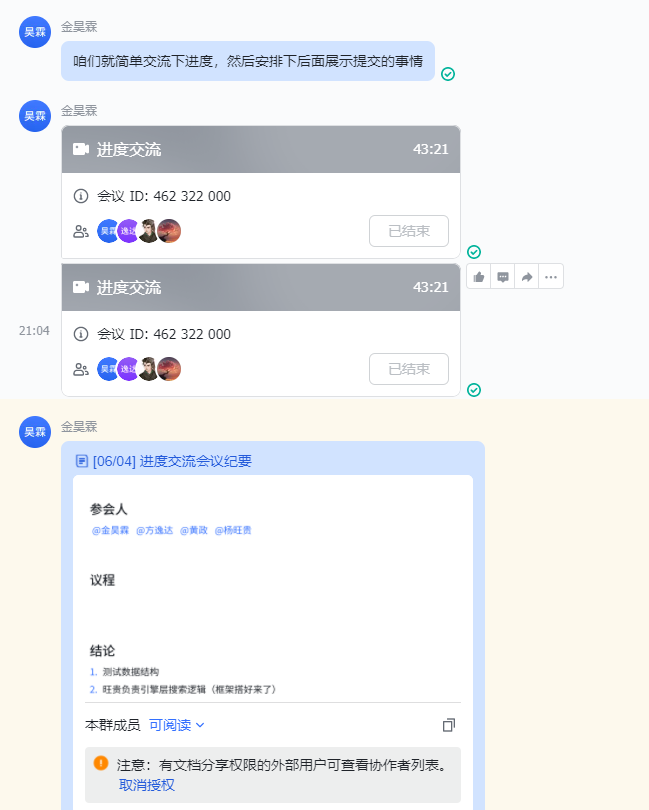 金昊霖
昊霖
咱们就简单交流下进度，然后安排下后面展示提交的事情
金昊霖
昊霖
进度交流 43:21
会议 ID: 462 322 000
昊霖 逸达 已结束
进度交流 43:21
21:04 会议 ID: 462 322 000
昊霖 逸达 已结束
金昊霖
昊霖
[06/04] 进度交流会议纪要
参会人
@金昊霖 @方逸达 @黄政 @杨旺贵
议程
结论
1. 测试数据结构
2. 旺贵负责引擎层搜索逻辑（框架搭好来了）
本群成员 可阅读
注意：有文档分享权限的外部用户可查看协作者列表。
取消授权